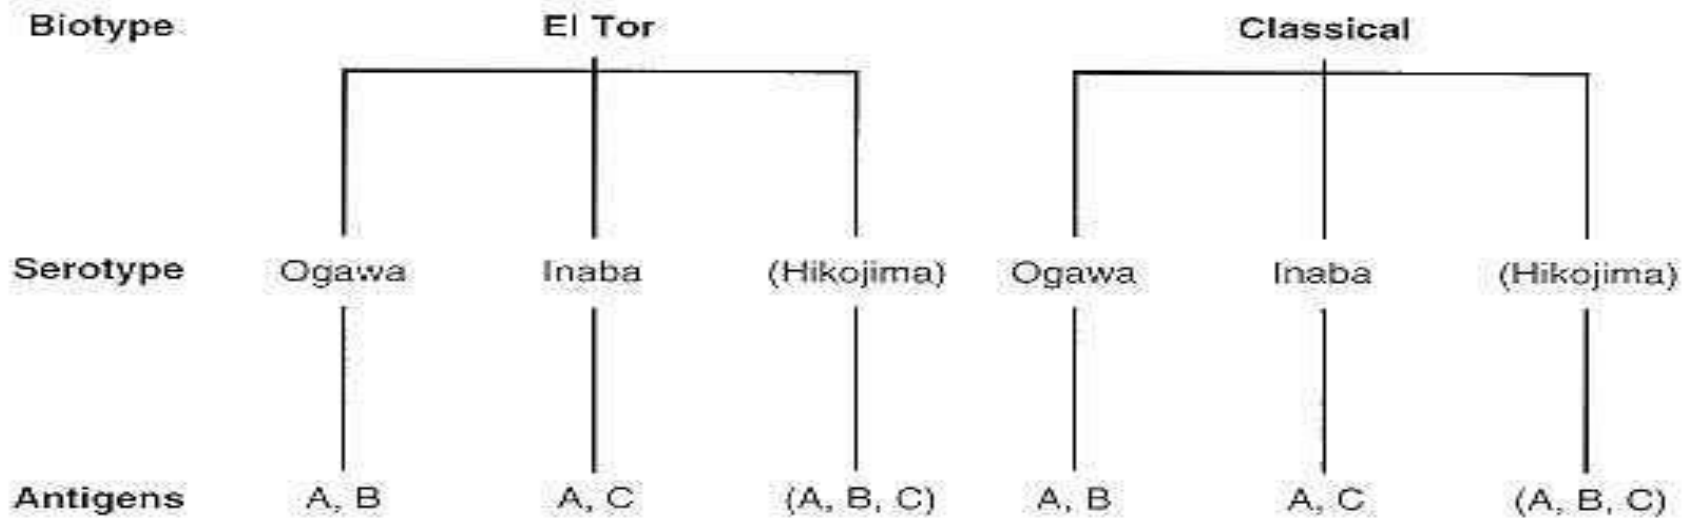 Biotype El Tor Classical
Serotype Ogawa Inaba (Hikojima) Ogawa Inaba (Hikojima)
Antigens A, B A, C (A, B, C) A, B A, C (A, B, C)